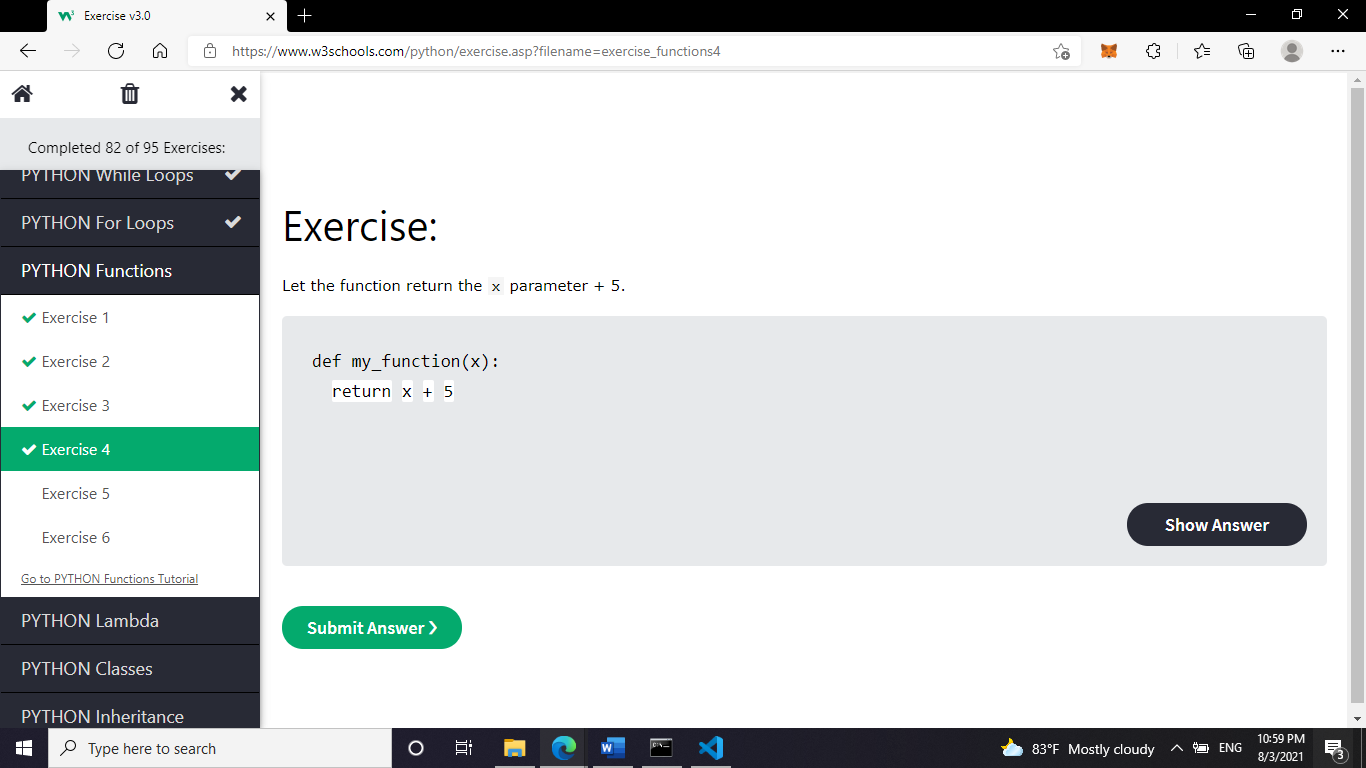 Exercise v3.0
https://www.w3schools.com/python/exercise.asp?filename=exercise_functions4
Completed 82 of 95 Exercises:
PYTHON While Loops
PYTHON For Loops
PYTHON Functions
Exercise 1
Exercise 2
Exercise 3
Exercise 4
Exercise 5
Exercise 6
Go to PYTHON Functions Tutorial
PYTHON Lambda
PYTHON Classes
PYTHON Inheritance
Exercise:
Let the function return the x parameter + 5.
def my_function(x):
return x + 5
Show Answer
Submit Answer ❯
Type here to search
83°F Mostly cloudy
ENG
10:59 PM
8/3/2021
3